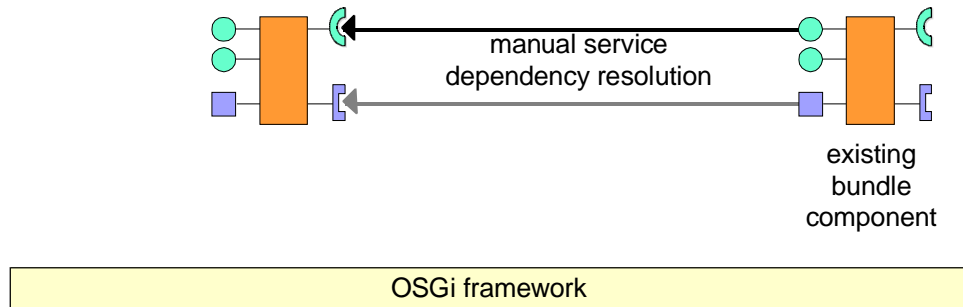 manual service
dependency resolution
existing
bundle
component
OSGi framework